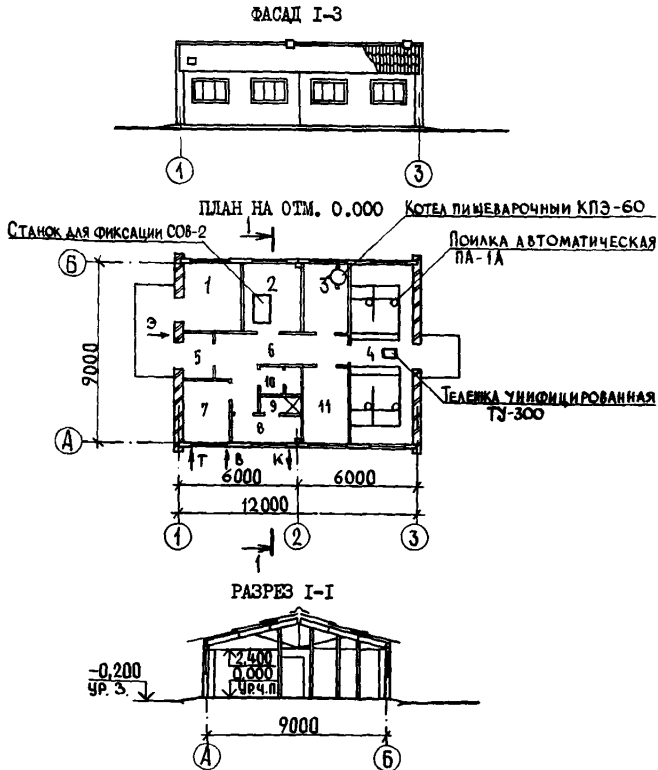 ФАСАД I-3
1
3
ПЛАН НА ОТМ. 0.000
КОТЕЛ ПИЩЕВАРОЧНЫЙ КПЭ-60
СТАНОК ДЛЯ ФИКСАЦИИ СОВ-2
1
ПОИЛКА АВТОМАТИЧЕСКАЯ
ПА-1А
Б
1
2
3
Э
9000
5
6
4
10
ТЕЛЕЖКА УНИФИЦИРОВАННАЯ
ТУ-300
7
9
11
8
А
Т
В
К
6000
6000
12000
1
2
3
1
РАЗРЕЗ I-I
2.400
0,000
УР.Ч.П
-0,200
УР. З.
9000
А
Б